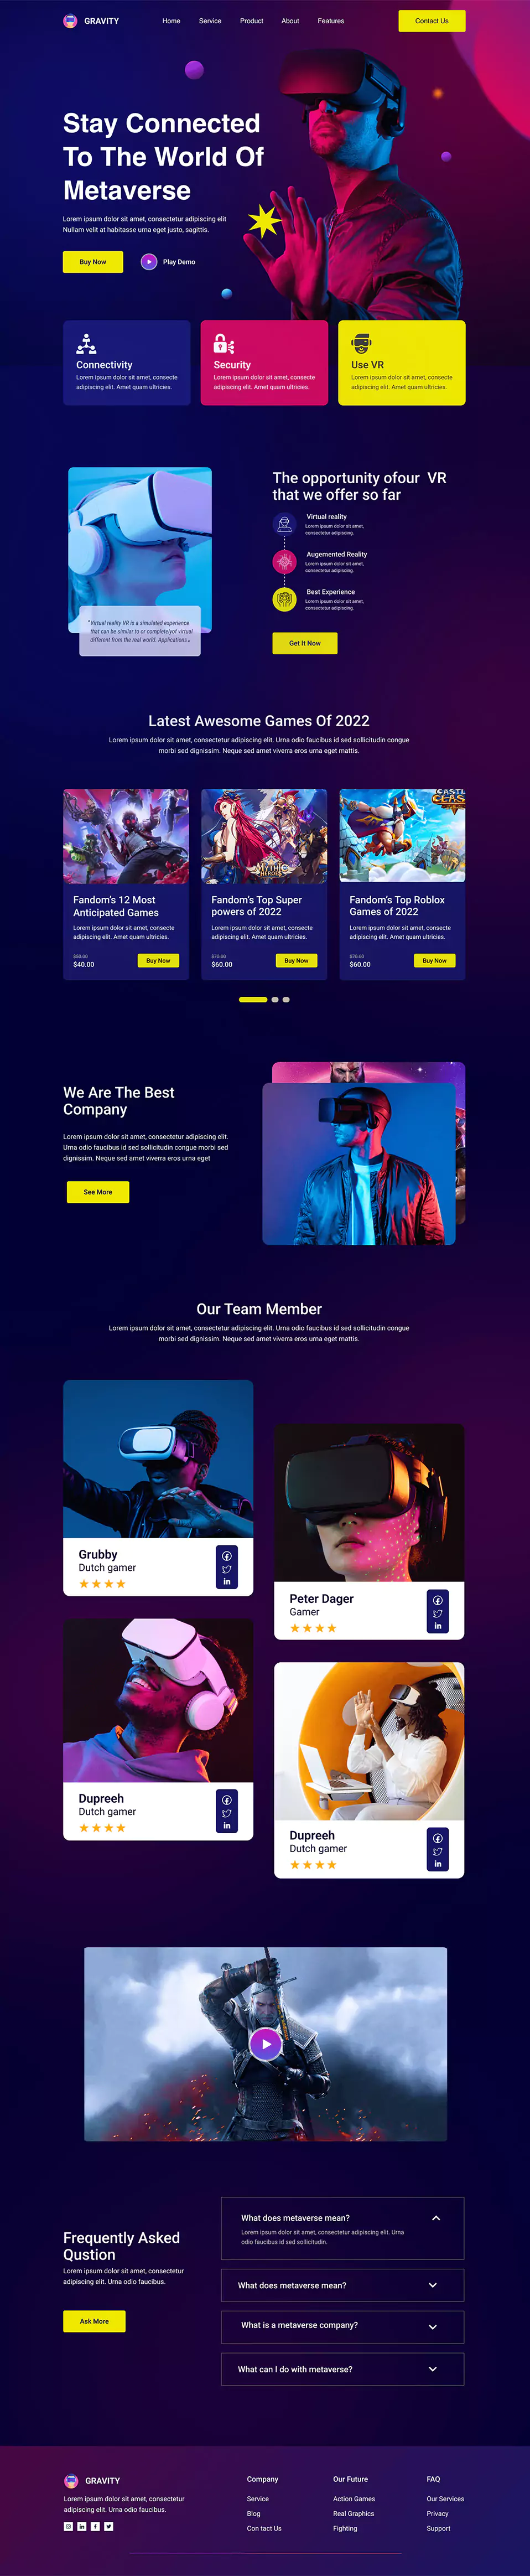 GRAVITY
Home Service Product About Features
Contact Us
Stay Connected
To The World Of
Metaverse
Lorem ipsum dolor sit amet, consectetur adipiscing elit
Nullam velit at habitasse urna eget justo, sagittis.
Buy Now
Play Demo
Connectivity
Lorem ipsum dolor sit amet, consecte
adipiscing elit. Amet quam ultricies.
Security
Lorem ipsum dolor sit amet, consecte
adipiscing elit. Amet quam ultricies.
Use VR
Lorem ipsum dolor sit amet, consecte
adipiscing elit. Amet quam ultricies.
"Virtual reality VR is a simulated experience
that can be similar to or completelyof virtual
different from the real world. Applications"
The opportunity ofour VR
that we offer so far
Virtual reality
Lorem ipsum dolor sit amet,
consectetur adipiscing.
Augemented Reality
Lorem ipsum dolor sit amet,
consectetur adipiscing.
Best Experience
Lorem ipsum dolor sit amet,
consectetur adipiscing.
Get It Now
Latest Awesome Games Of 2022
Lorem ipsum dolor sit amet, consectetur adipiscing elit. Urna odio faucibus id sed sollicitudin congue
morbi sed dignissim. Neque sed amet viverra eros urna eget mattis.
MYTHIC
HEROES
CASTLE
CLAS
Fandom's 12 Most
Anticipated Games
Lorem ipsum dolor sit amet, consecte
adipiscing elit. Amet quam ultricies.
$50.00
$40.00
Buy Now
Fandom's Top Super
powers of 2022
Lorem ipsum dolor sit amet, consecte
adipiscing elit. Amet quam ultricies.
$70.00
$60.00
Buy Now
Fandom's Top Roblox
Games of 2022
Lorem ipsum dolor sit amet, consecte
adipiscing elit. Amet quam ultricies.
$70.00
$60.00
Buy Now
We Are The Best
Company
Lorem ipsum dolor sit amet, consectetur adipiscing elit.
Urna odio faucibus id sed sollicitudin congue morbi sed
dignissim. Neque sed amet viverra eros urna eget
See More
Our Team Member
Lorem ipsum dolor sit amet, consectetur adipiscing elit. Urna odio faucibus id sed sollicitudin congue
morbi sed dignissim. Neque sed amet viverra eros urna eget mattis.
Grubby
Dutch gamer
in
Peter Dager
Gamer
in
Dupreeh
Dutch gamer
in
Dupreeh
Dutch gamer
in
Frequently Asked
Qustion
Lorem ipsum dolor sit amet, consectetur
adipiscing elit. Urna odio faucibus.
Ask More
What does metaverse mean?
Lorem ipsum dolor sit amet, consectetur adipiscing elit. Urna
odio faucibus id sed sollicitudin.
What does metaverse mean?
What is a metaverse company?
What can I do with metaverse?
GRAVITY
Lorem ipsum dolor sit amet, consectetur
adipiscing elit. Urna odio faucibus.
Company
Service
Blog
Con tact Us
Our Future
Action Games
Real Graphics
Fighting
FAQ
Our Services
Privacy
Support